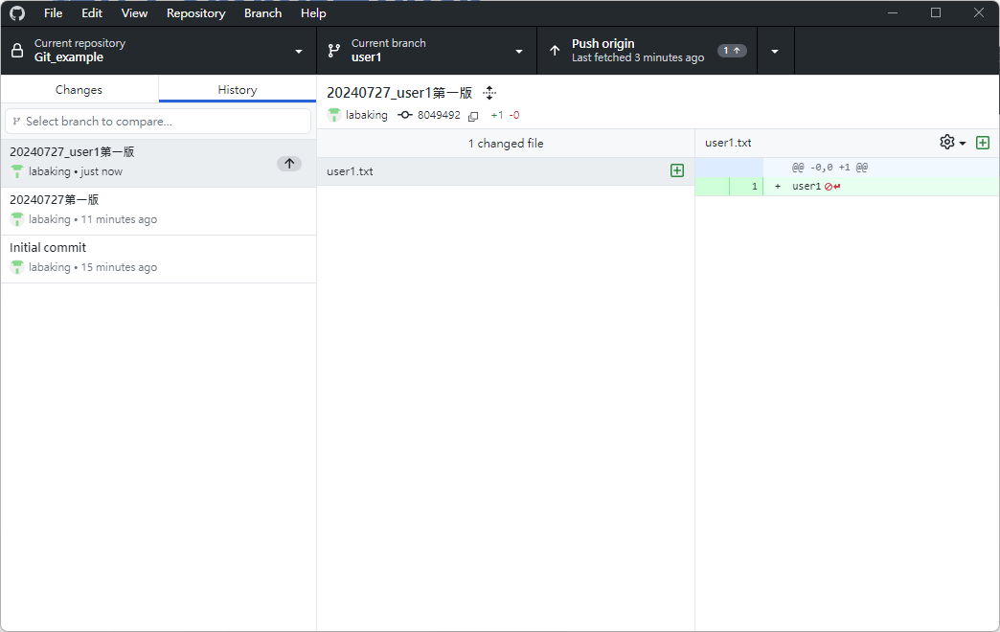 File Edit View Repository Branch Help
Current repository
Git_example
Current branch
user1
Push origin
Last fetched 3 minutes ago
1
Changes
History
Select branch to compare...
20240727_user1第一版
labaking • just now
20240727第一版
labaking • 11 minutes ago
Initial commit
labaking • 15 minutes ago
20240727_user1第一版
labaking 8049492 +1 -0
1 changed file
user1.txt
user1.txt
@@ -0,0 +1 @@
1 + user1